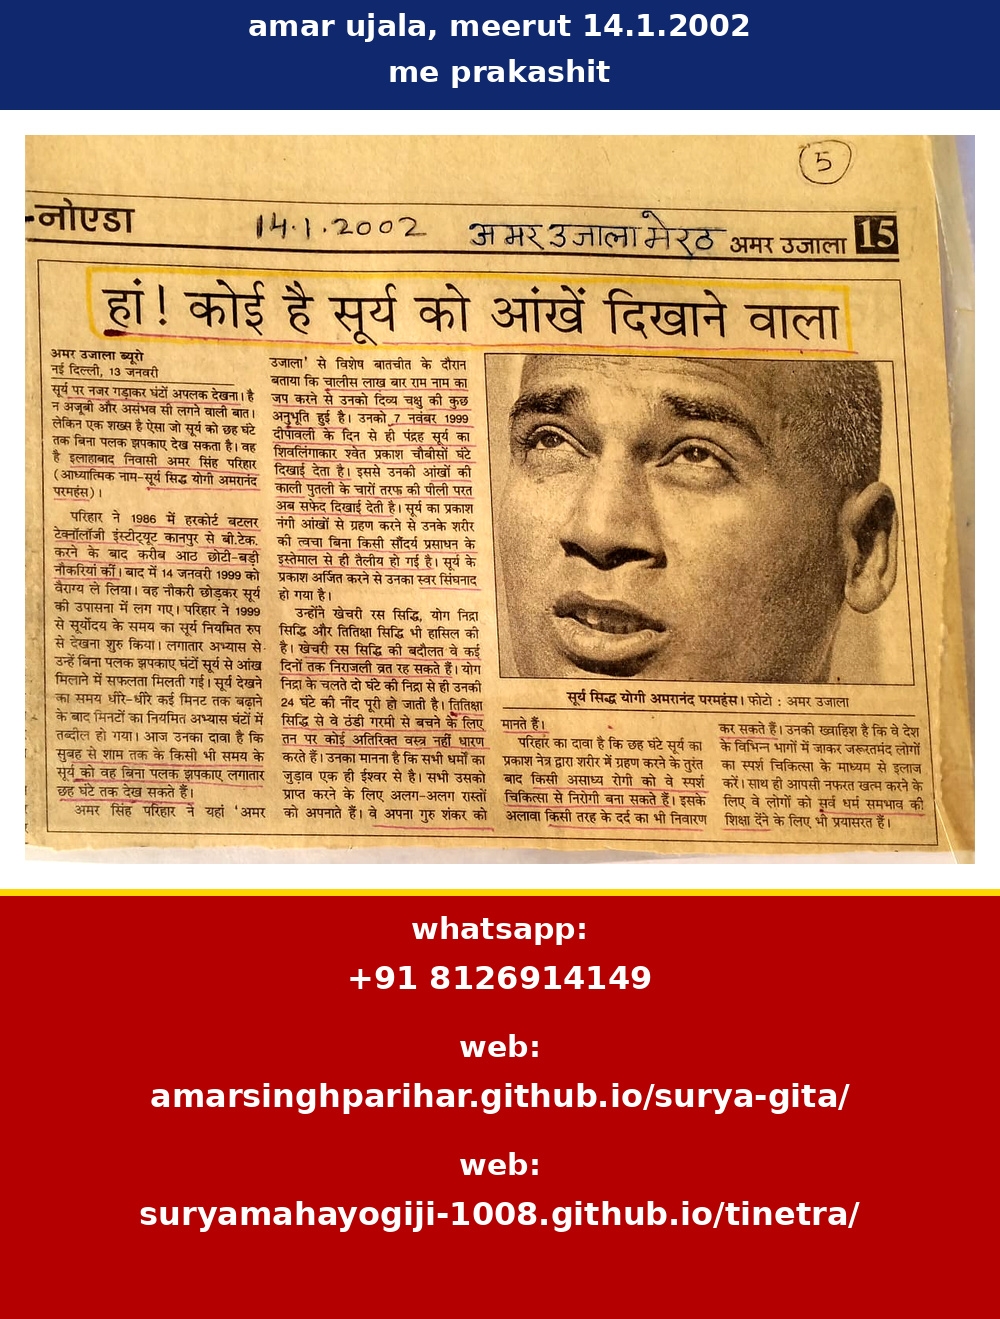 amar ujala, meerut 14.1.2002
me prakashit
5
-नोएडा
14.1.2002
अमर उजाला मेरठ
अमर उजाला
15
हां! कोई है सूर्य को आंखें दिखाने वाला
अमर उजाला ब्यूरो
नई दिल्ली, 13 जनवरी
सूर्य पर नजर गड़ाकर घंटों अपलक देखना। है
न अजूबी और असंभव सी लगने वाली बात।
लेकिन एक शख्स है ऐसा जो सूर्य को छह घंटे
तक बिना पलक झपकाए देख सकता है। वह
है इलाहाबाद निवासी अमर सिंह परिहार
(आध्यात्मिक नाम-सूर्य सिद्ध योगी अमरानंद
परमहंस)।
परिहार ने 1986 में हरकोर्ट बटलर
टेक्नॉलॉजी इंस्टीट्यूट कानपुर से बी.टेक.
करने के बाद करीब आठ छोटी-बड़ी
नौकरियां कीं। बाद में 14 जनवरी 1999 को
वैराग्य ले लिया। वह नौकरी छोड़कर सूर्य
की उपासना में लग गए। परिहार ने 1999
से सूर्योदय के समय का सूर्य नियमित रुप
से देखना शुरु किया। लगातार अभ्यास से
उन्हें बिना पलक झपकाए घंटों सूर्य से आंख
मिलाने में सफलता मिलती गई। सूर्य देखने
का समय धीरे-धीरे कई मिनट तक बढ़ाने
के बाद मिनटों का नियमित अभ्यास घंटों में
तब्दील हो गया। आज उनका दावा है कि
सुबह से शाम तक के किसी भी समय के
सूर्य को वह बिना पलक झपकाए लगातार
छह घंटे तक देख सकते हैं।
अमर सिंह परिहार ने यहां 'अमर
उजाला' से विशेष बातचीत के दौरान
बताया कि चालीस लाख बार राम नाम का
जप करने से उनको दिव्य चक्षु की कुछ
अनुभूति हुई है। उनको 7 नवंबर 1999
दीपावली के दिन से ही पंद्रह सूर्य का
शिवलिंगाकार श्वेत प्रकाश चौबीसों घंटे
दिखाई देता है। इससे उनकी आंखों की
काली पुतली के चारों तरफ की पीली परत
अब सफेद दिखाई देती है। सूर्य का प्रकाश
नंगी आंखों से ग्रहण करने से उनके शरीर
की त्वचा बिना किसी सौंदर्य प्रसाधन के
इस्तेमाल से ही तैलीय हो गई है। सूर्य के
प्रकाश अर्जित करने से उनका स्वर सिंघनाद
हो गया है।
उन्होंने खेचरी रस सिद्धि, योग निद्रा
सिद्धि और तितिक्षा सिद्धि भी हासिल की
है। खेचरी रस सिद्धि की बदौलत वे कई
दिनों तक निराजली व्रत रह सकते हैं। योग
निद्रा के चलते दो घंटे की निद्रा से ही उनकी
24 घंटे की नींद पूरी हो जाती है। तितिक्षा
सिद्धि से वे ठंडी गरमी से बचने के लिए
तन पर कोई अतिरिक्त वस्त्र नहीं धारण
करते हैं। उनका मानना है कि सभी धर्मों का
जुड़ाव एक ही ईश्वर से है। सभी उसको
प्राप्त करने के लिए अलग-अलग रास्तों
को अपनाते हैं। वे अपना गुरु शंकर को
सूर्य सिद्ध योगी अमरानंद परमहंस। फोटो : अमर उजाला
मानते हैं।
परिहार का दावा है कि छह घंटे सूर्य का
प्रकाश नेत्र द्वारा शरीर में ग्रहण करने के तुरंत
बाद किसी असाध्य रोगी को वे स्पर्श
चिकित्सा से निरोगी बना सकते हैं। इसके
अलावा किसी तरह के दर्द का भी निवारण
कर सकते हैं। उनकी ख्वाहिश है कि वे देश
के विभिन्न भागों में जाकर जरूरतमंद लोगों
का स्पर्श चिकित्सा के माध्यम से इलाज
करें। साथ ही आपसी नफरत खत्म करने के
लिए वे लोगों को सर्व धर्म समभाव की
शिक्षा देंने के लिए भी प्रयासरत हैं।
whatsapp:
+91 8126914149
web:
amarsinghparihar.github.io/surya-gita/
web:
suryamahayogiji-1008.github.io/tinetra/